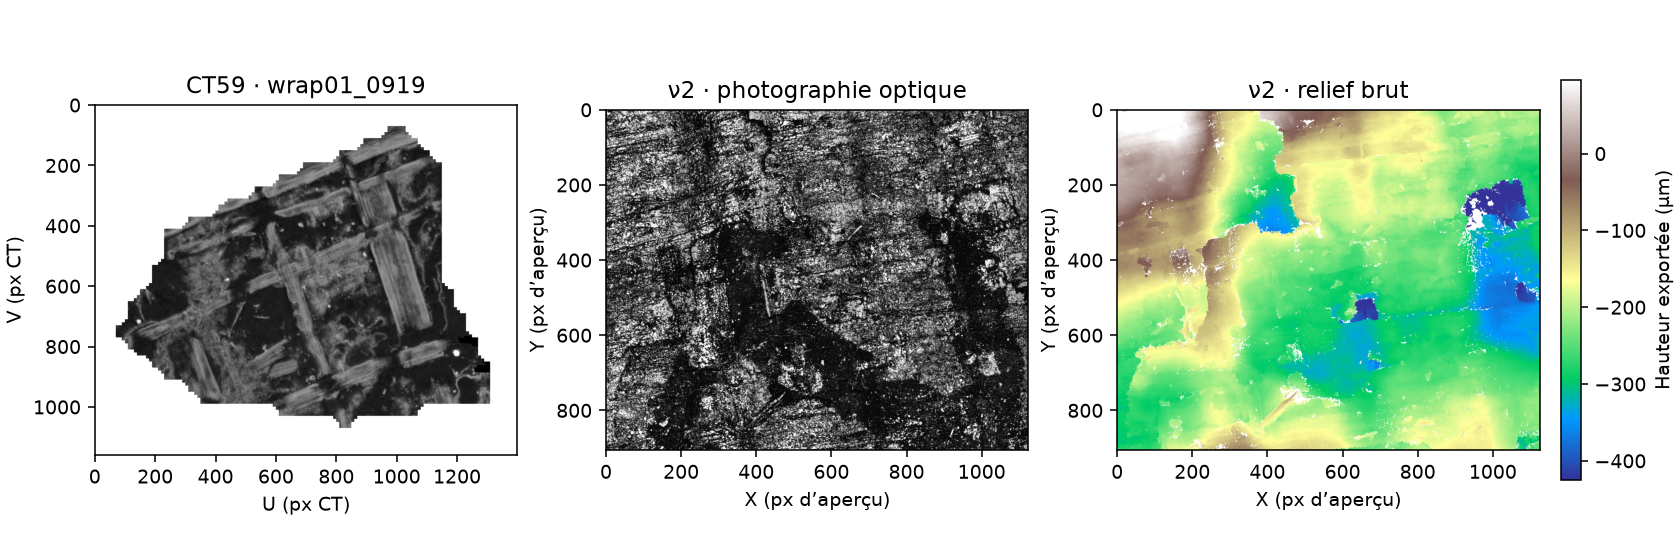 CT59 · wrap01_0919
0
200
400
600
800
1000
V (px CT)
0 200 400 600 800 1000 1200
U (px CT)
ν2 · photographie optique
0
200
400
600
800
Y (px d’aperçu)
0 200 400 600 800 1000
X (px d’aperçu)
ν2 · relief brut
0
200
400
600
800
Y (px d’aperçu)
0 200 400 600 800 1000
X (px d’aperçu)
0
−100
−200
−300
−400
Hauteur exportée (μm)